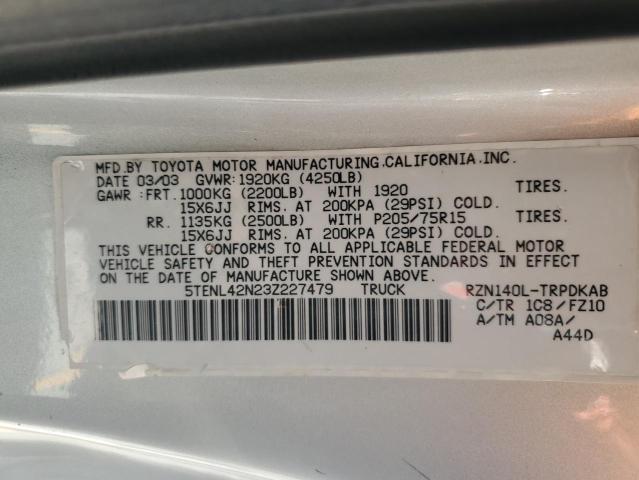 MFD.BY TOYOTA MOTOR MANUFACTURING,CALIFORNIA,INC.
DATE 03/03 GVWR:1920KG (4250LB)
GAWR :FRT.1000KG (2200LB) WITH 1920 TIRES.
15X6JJ RIMS. AT 200KPA (29PSI) COLD.
RR. 1135KG (2500LB) WITH P205/75R15 TIRES.
15X6JJ RIMS. AT 200KPA (29PSI) COLD.
THIS VEHICLE CONFORMS TO ALL APPLICABLE FEDERAL MOTOR
VEHICLE SAFETY AND THEFT PREVENTION STANDARDS IN EFFECT
ON THE DATE OF MANUFACTURE SHOWN ABOVE.
5TENL42N23Z227479 TRUCK RZN140L-TRPDKAB
C/TR 1C8/FZ10
A/TM A08A/
A44D